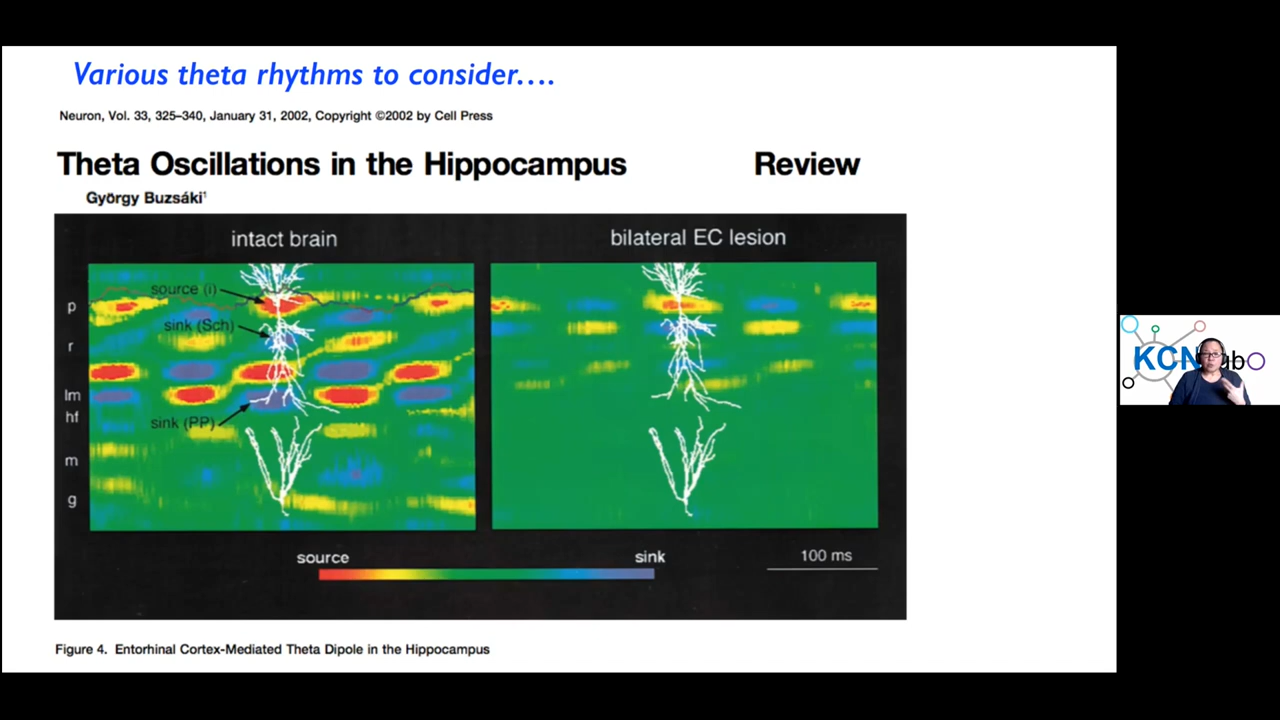 Various theta rhythms to consider....
Neuron, Vol. 33, 325–340, January 31, 2002, Copyright ©2002 by Cell Press
Theta Oscillations in the Hippocampus Review
György Buzsáki¹
intact brain
bilateral EC lesion
source (i)
p
sink (Sch)
r
lm
hf
sink (PP)
m
g
source
sink
100 ms
Figure 4. Entorhinal Cortex-Mediated Theta Dipole in the Hippocampus
KCN